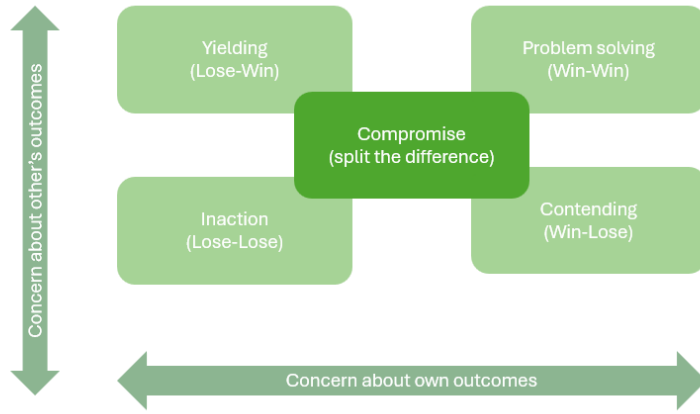 Concern about other's outcomes
Yielding
(Lose-Win)
Problem solving
(Win-Win)
Compromise
(split the difference)
Inaction
(Lose-Lose)
Contending
(Win-Lose)
Concern about own outcomes